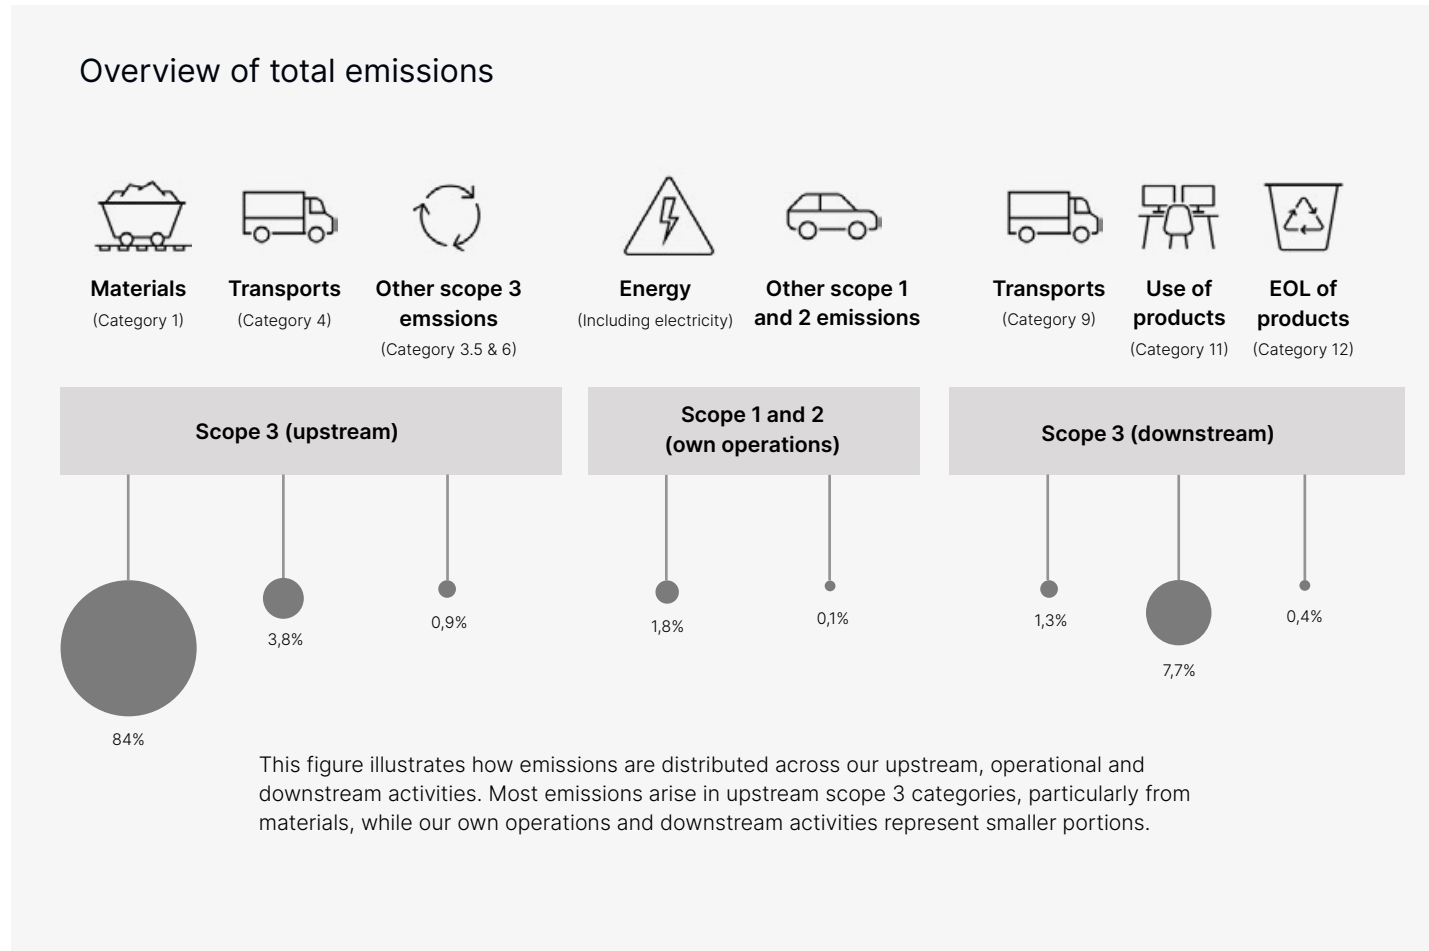 Overview of total emissions
Materials
(Category 1)
Transports
(Category 4)
Other scope 3
emssions
(Category 3.5 & 6)
Energy
(Including electricity)
Other scope 1
and 2 emissions
Transports
(Category 9)
Use of
products
(Category 11)
EOL of
products
(Category 12)
Scope 3 (upstream)
Scope 1 and 2
(own operations)
Scope 3 (downstream)
84%
3,8%
0,9%
1,8%
0,1%
1,3%
7,7%
0,4%
This figure illustrates how emissions are distributed across our upstream, operational and
downstream activities. Most emissions arise in upstream scope 3 categories, particularly from
materials, while our own operations and downstream activities represent smaller portions.